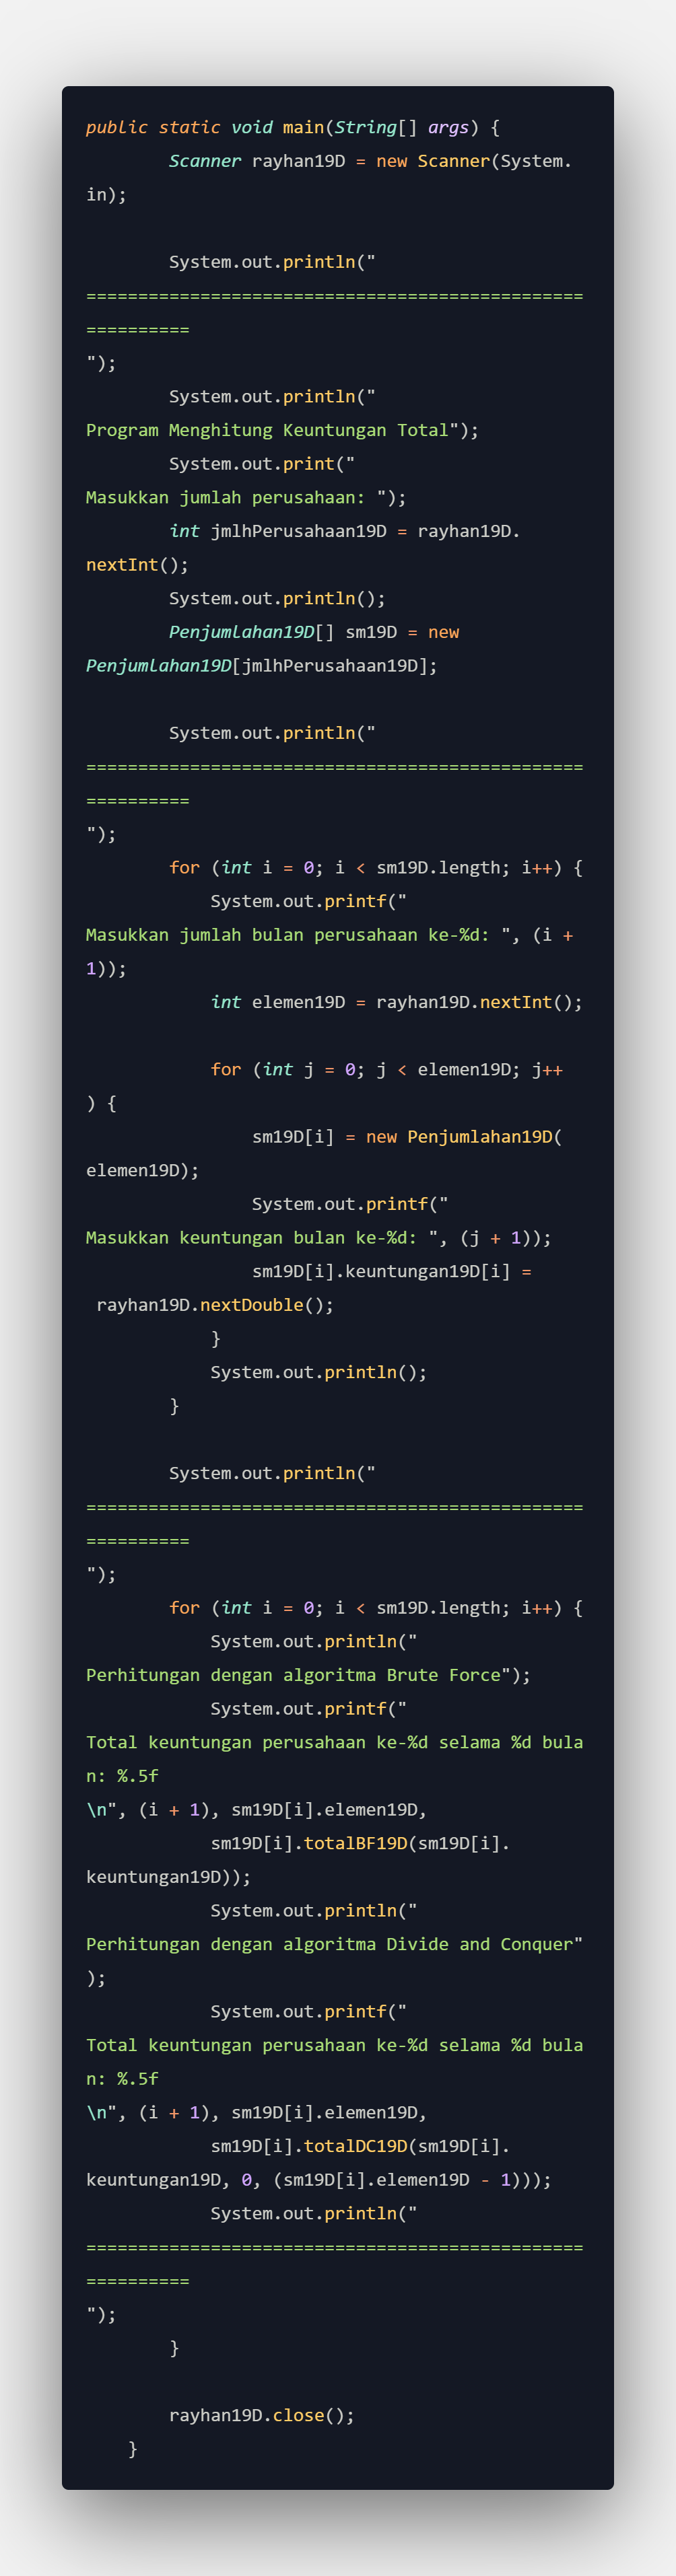 public static void main(String[] args) {
        Scanner rayhan19D = new Scanner(System.
in);

        System.out.println("
================================================
==========
");
        System.out.println("
Program Menghitung Keuntungan Total");
        System.out.print("
Masukkan jumlah perusahaan: ");
        int jmlhPerusahaan19D = rayhan19D.
nextInt();
        System.out.println();
        Penjumlahan19D[] sm19D = new
Penjumlahan19D[jmlhPerusahaan19D];

        System.out.println("
================================================
==========
");
        for (int i = 0; i < sm19D.length; i++) {
            System.out.printf("
Masukkan jumlah bulan perusahaan ke-%d: ", (i +
1));
            int elemen19D = rayhan19D.nextInt();

            for (int j = 0; j < elemen19D; j++
) {
                sm19D[i] = new Penjumlahan19D(
elemen19D);
                System.out.printf("
Masukkan keuntungan bulan ke-%d: ", (j + 1));
                sm19D[i].keuntungan19D[i] =
 rayhan19D.nextDouble();
            }
            System.out.println();
        }

        System.out.println("
================================================
==========
");
        for (int i = 0; i < sm19D.length; i++) {
            System.out.println("
Perhitungan dengan algoritma Brute Force");
            System.out.printf("
Total keuntungan perusahaan ke-%d selama %d bula
n: %.5f
\n", (i + 1), sm19D[i].elemen19D,
            sm19D[i].totalBF19D(sm19D[i].
keuntungan19D));
            System.out.println("
Perhitungan dengan algoritma Divide and Conquer"
);
            System.out.printf("
Total keuntungan perusahaan ke-%d selama %d bula
n: %.5f
\n", (i + 1), sm19D[i].elemen19D,
            sm19D[i].totalDC19D(sm19D[i].
keuntungan19D, 0, (sm19D[i].elemen19D - 1)));
            System.out.println("
================================================
==========
");
        }

        rayhan19D.close();
    }